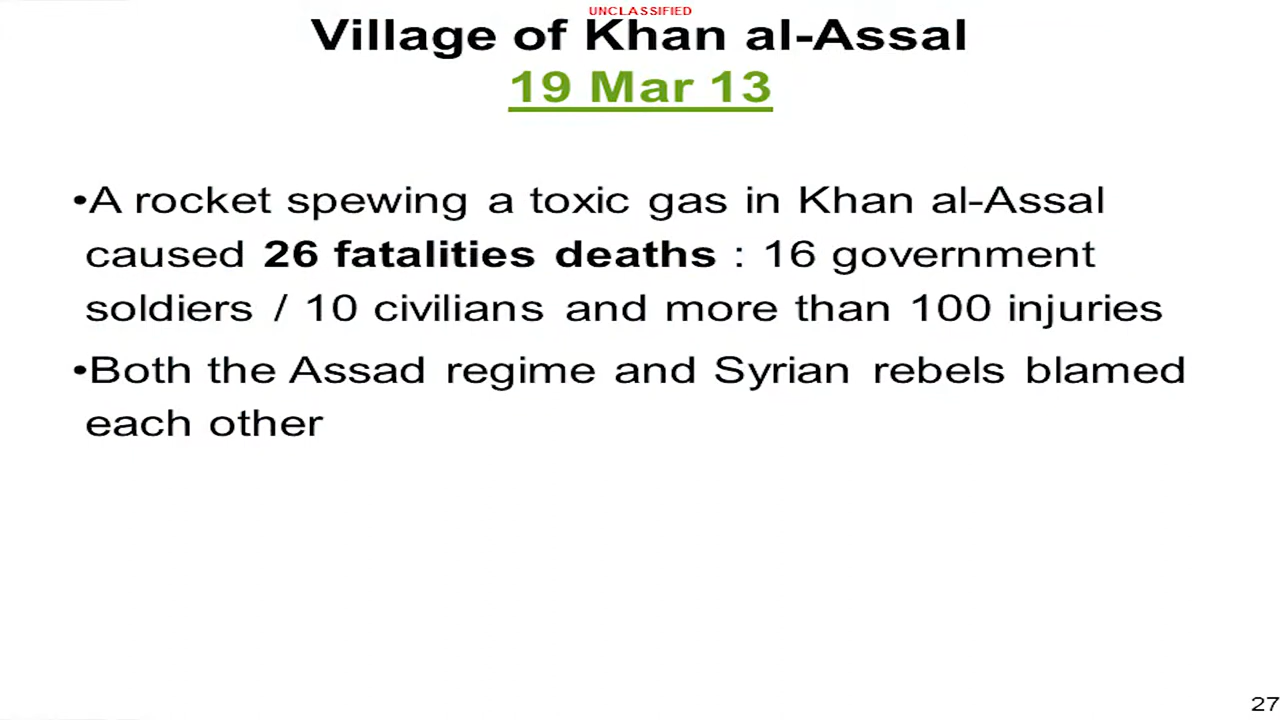 UNCLASSIFIED
Village of Khan al-Assal
19 Mar 13
•A rocket spewing a toxic gas in Khan al-Assal
caused 26 fatalities deaths : 16 government
soldiers / 10 civilians and more than 100 injuries
•Both the Assad regime and Syrian rebels blamed
each other
27